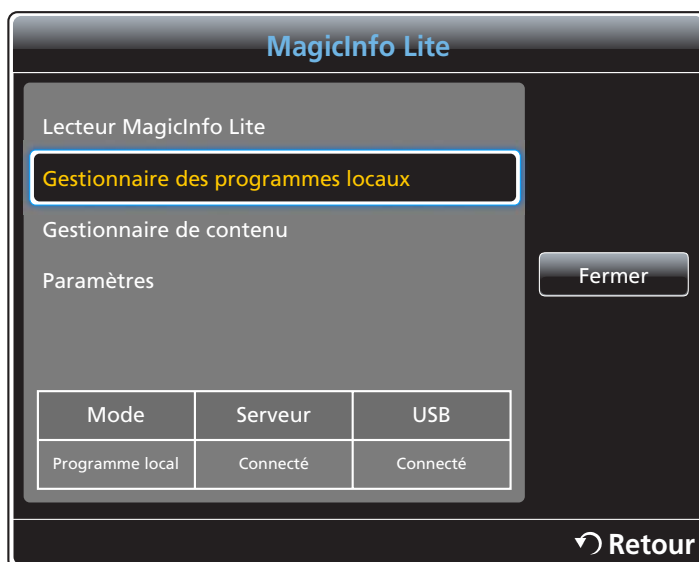 MagicInfo Lite
Lecteur MagicInfo Lite
Gestionnaire des programmes locaux
Gestionnaire de contenu
Paramètres
Fermer
Mode Serveur USB
Programme local Connecté Connecté
Retour